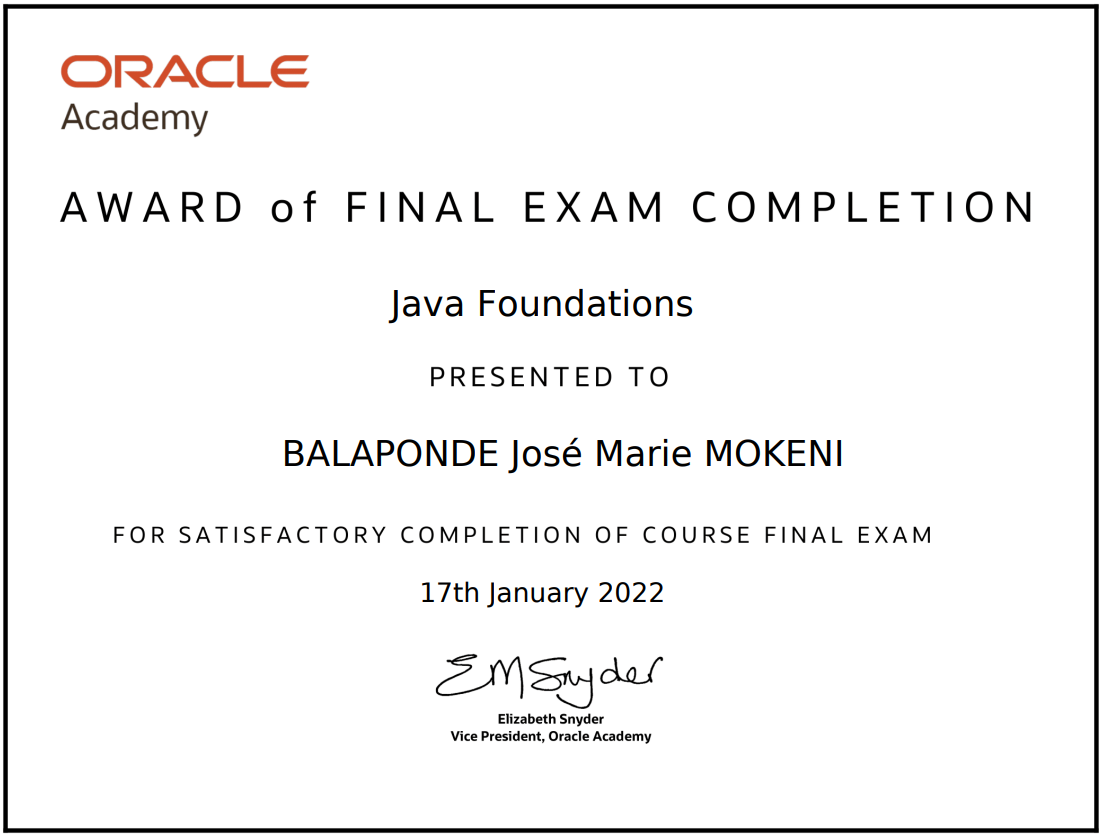 ORACLE
Academy
AWARD of FINAL EXAM COMPLETION
Java Foundations
PRESENTED TO
BALAPONDE José Marie MOKENI
FOR SATISFACTORY COMPLETION OF COURSE FINAL EXAM
17th January 2022
EMSnyder
Elizabeth Snyder
Vice President, Oracle Academy